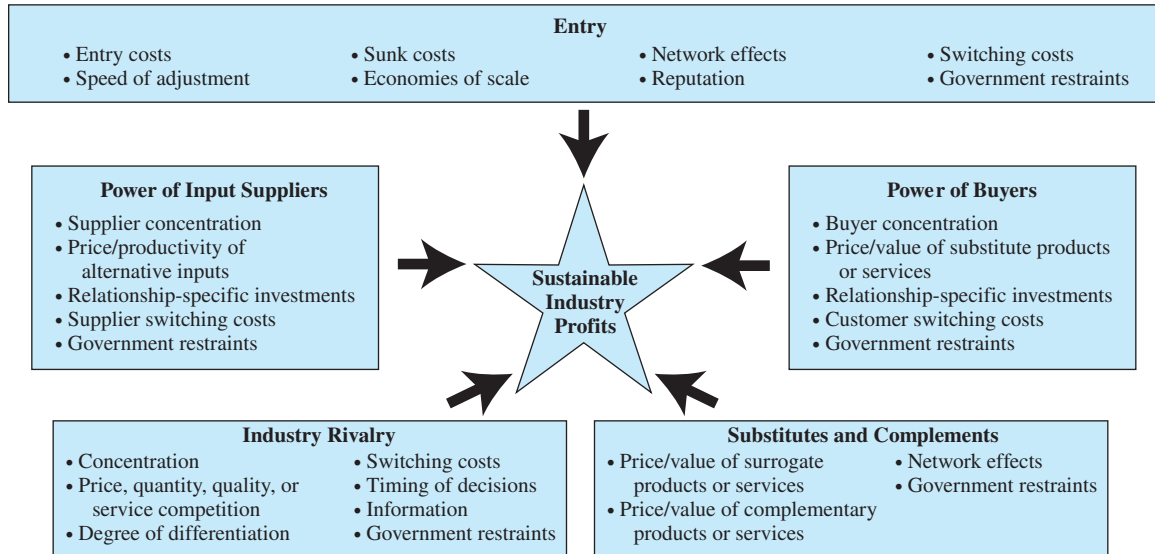 Entry
• Entry costs
• Speed of adjustment
• Sunk costs
• Economies of scale
• Network effects
• Reputation
• Switching costs
• Government restraints
Power of Input Suppliers
• Supplier concentration
• Price/productivity of
alternative inputs
• Relationship-specific investments
• Supplier switching costs
• Government restraints
Sustainable
Industry
Profits
Power of Buyers
• Buyer concentration
• Price/value of substitute products
or services
• Relationship-specific investments
• Customer switching costs
• Government restraints
Industry Rivalry
• Concentration
• Price, quantity, quality, or
service competition
• Degree of differentiation
• Switching costs
• Timing of decisions
• Information
• Government restraints
Substitutes and Complements
• Price/value of surrogate
products or services
• Price/value of complementary
products or services
• Network effects
• Government restraints